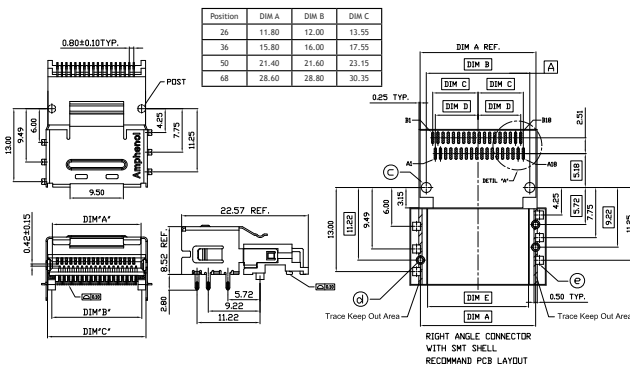 Position DIM A DIM B DIM C
26 11.80 12.00 13.55
36 15.80 16.00 17.55
50 21.40 21.60 23.15
68 28.60 28.80 30.35
0.80±0.10TYP.
POST
13.00
9.49
6.00
4.25
7.75
11.25
Amphenol
9.50
0.42±0.15
DIM"A"
DIM"B"
DIM"C"
22.57 REF.
8.52 REF.
2.80
5.72
9.22
11.22
DIM A REF.
DIM B
A
DIM C DIM C
0.25 TYP.
DIM D DIM D
B1
B18
2.51
A1
A18
DETIL "A"
5.18
C
13.00
11.22
9.49
6.00
3.15
4.25
5.72
7.75
9.22
11.25
d
e
DIM E
0.50 TYP.
Trace Keep Out Area
DIM A
Trace Keep Out Area
RIGHT ANGLE CONNECTOR
WITH SMT SHELL
RECOMMAND PCB LAYOUT